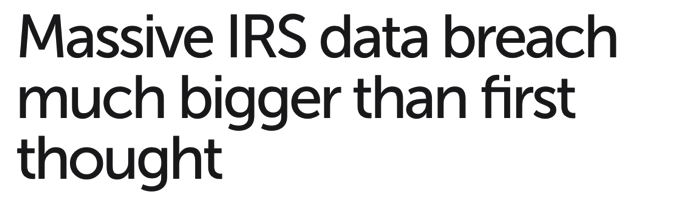 Massive IRS data breach
much bigger than first
thought